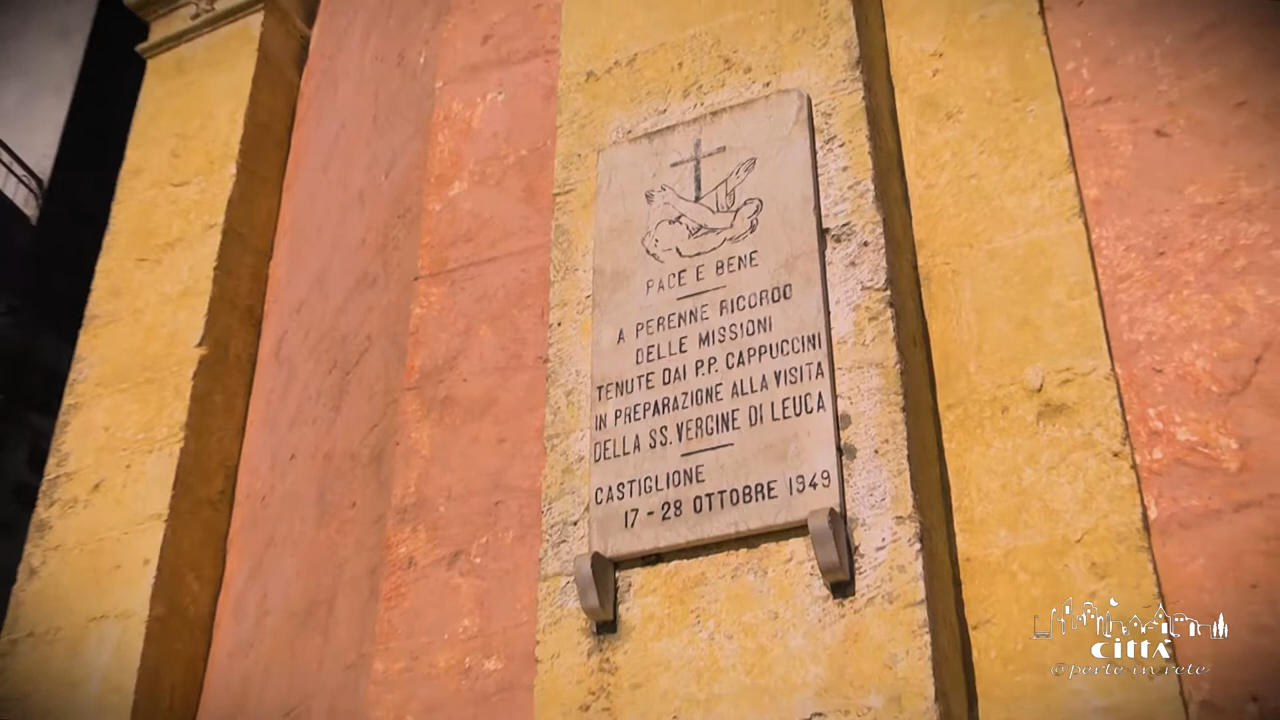 PACE E BENE
A PERENNE RICORDO
DELLE MISSIONI
TENUTE DAI P.P. CAPPUCCINI
IN PREPARAZIONE ALLA VISITA
DELLA SS. VERGINE DI LEUCA
CASTIGLIONE
17 - 28 OTTOBRE 1949
CITTÀ
@perte in rete